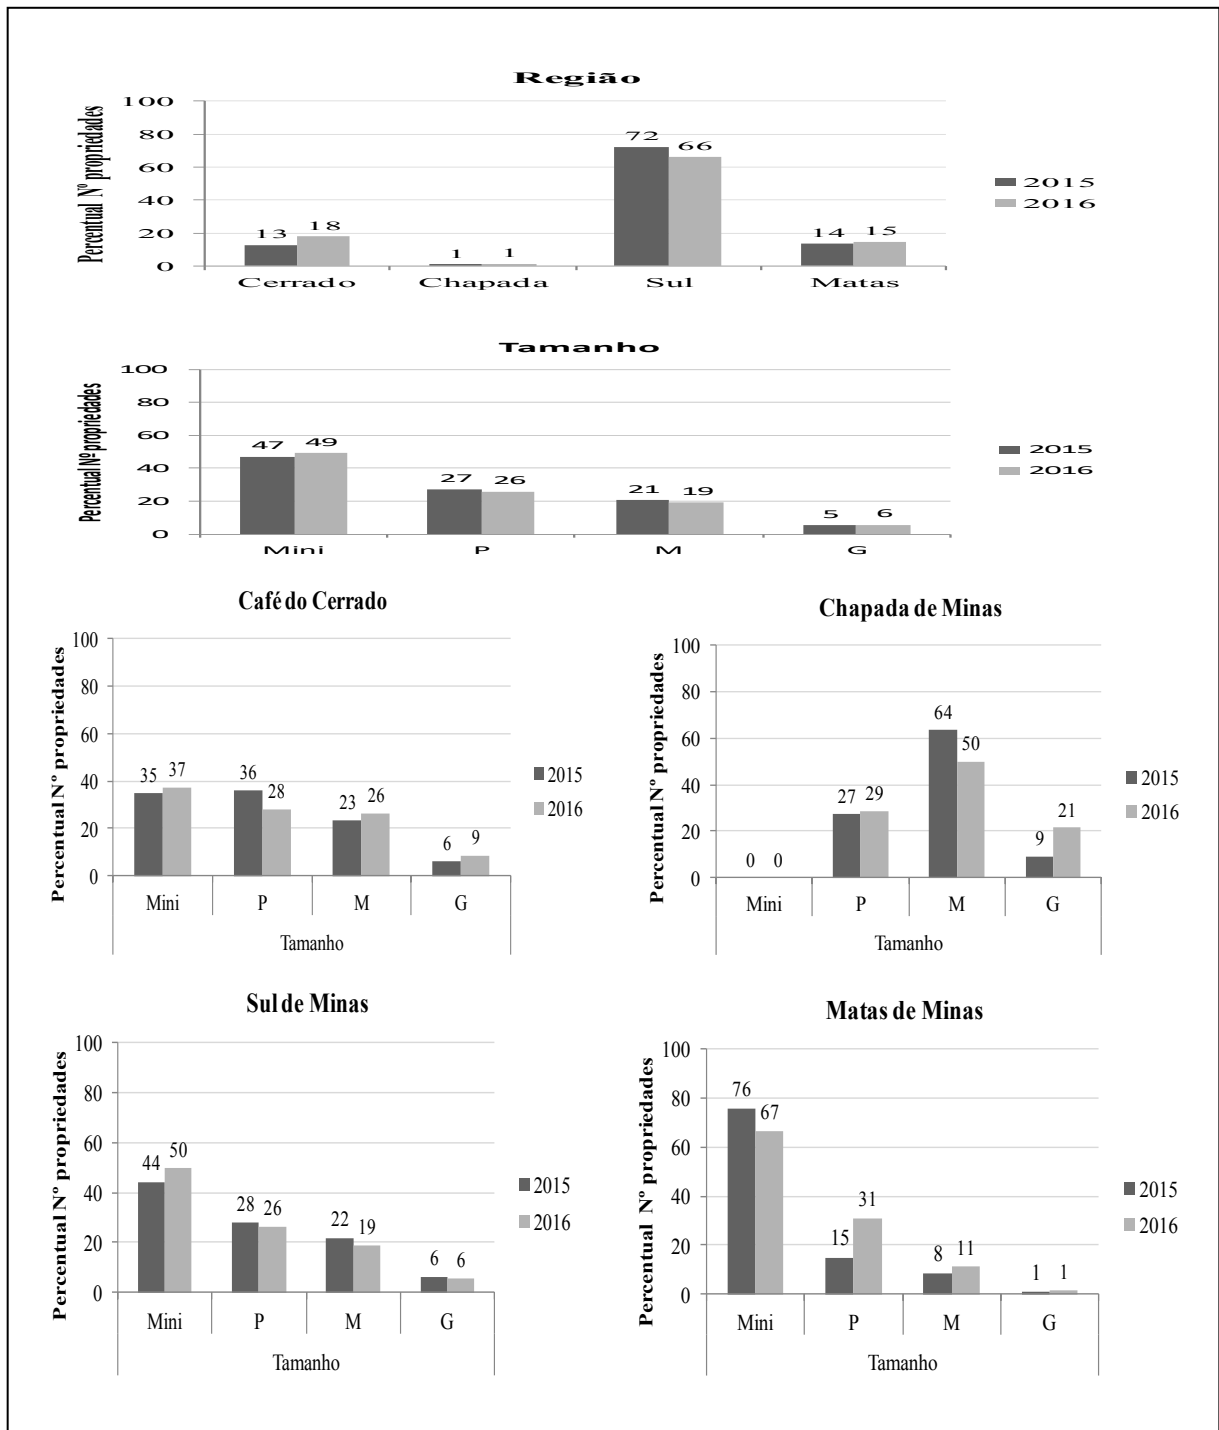 Região
Percentual Nº propriedades
100
80
60
40
20
0
13 18 1 1 72 66 14 15
Cerrado Chapada Sul Matas
2015
2016
Tamanho
Percentual Nº propriedades
100
80
60
40
20
0
47 49 27 26 21 19 5 6
Mini P M G
2015
2016
Café do Cerrado
Percentual Nº propriedades
100
80
60
40
20
0
35 37 36 28 23 26 6 9
Mini P M G
Tamanho
2015
2016
Chapada de Minas
Percentual Nº propriedades
100
80
60
40
20
0
0 0 27 29 64 50 9 21
Mini P M G
Tamanho
2015
2016
Sul de Minas
Percentual Nº propriedades
100
80
60
40
20
0
44 50 28 26 22 19 6 6
Mini P M G
Tamanho
2015
2016
Matas de Minas
Percentual Nº propriedades
100
80
60
40
20
0
76 67 15 31 8 11 1 1
Mini P M G
Tamanho
2015
2016